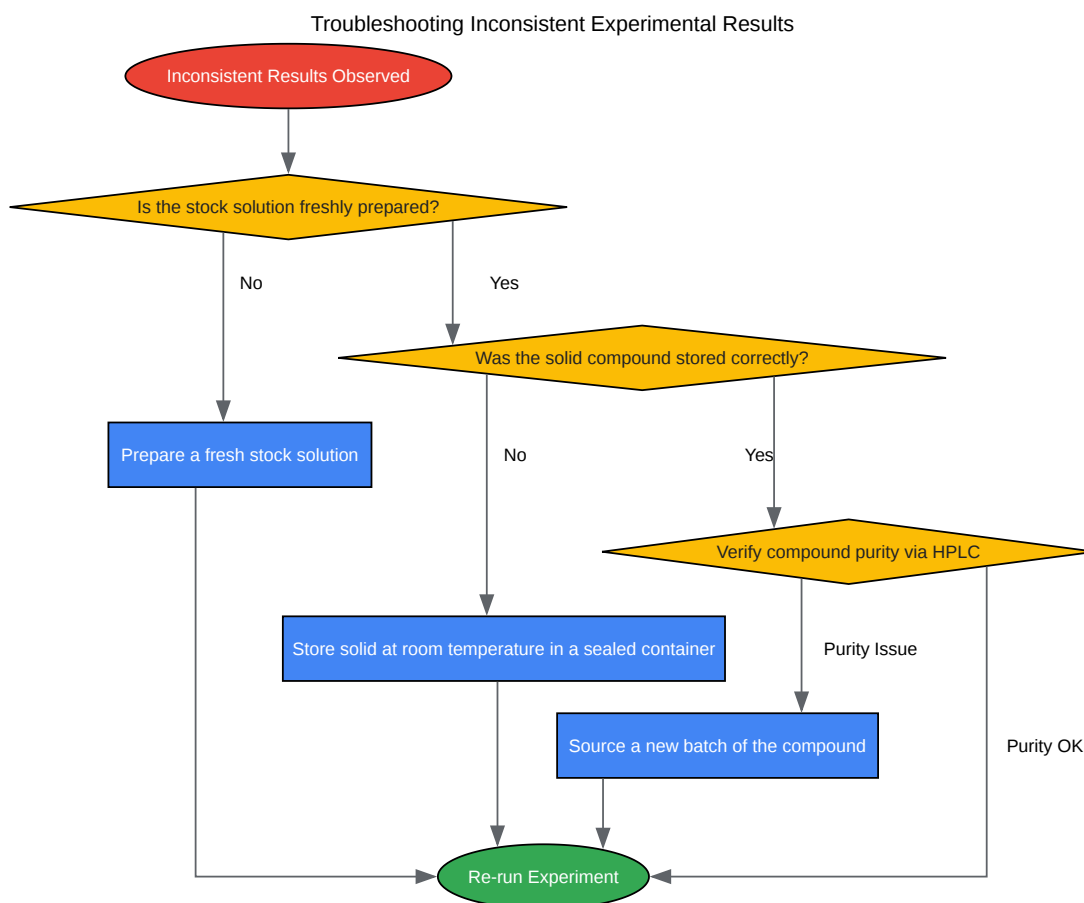 Troubleshooting Inconsistent Experimental Results
Inconsistent Results Observed
Is the stock solution freshly prepared?
No
Yes
Was the solid compound stored correctly?
Prepare a fresh stock solution
No
Yes
Verify compound purity via HPLC
Store solid at room temperature in a sealed container
Purity Issue
Source a new batch of the compound
Purity OK
Re-run Experiment